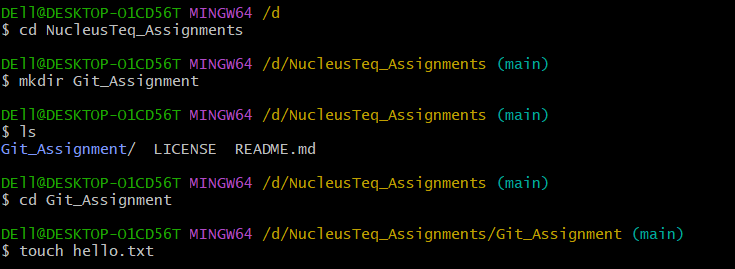 DEll@DESKTOP-O1CD56T MINGW64 /d
$ cd NucleusTeq_Assignments
DEll@DESKTOP-O1CD56T MINGW64 /d/NucleusTeq_Assignments (main)
$ mkdir Git_Assignment
DEll@DESKTOP-O1CD56T MINGW64 /d/NucleusTeq_Assignments (main)
$ ls
Git_Assignment/  LICENSE  README.md
DEll@DESKTOP-O1CD56T MINGW64 /d/NucleusTeq_Assignments (main)
$ cd Git_Assignment
DEll@DESKTOP-O1CD56T MINGW64 /d/NucleusTeq_Assignments/Git_Assignment (main)
$ touch hello.txt